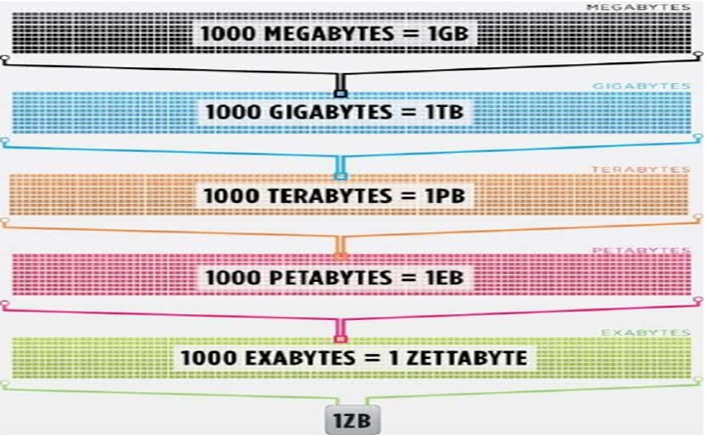 MEGABYTES
1000 MEGABYTES = 1GB
GIGABYTES
1000 GIGABYTES = 1TB
TERABYTES
1000 TERABYTES = 1PB
PETABYTES
1000 PETABYTES = 1EB
EXABYTES
1000 EXABYTES = 1 ZETTABYTE
1ZB